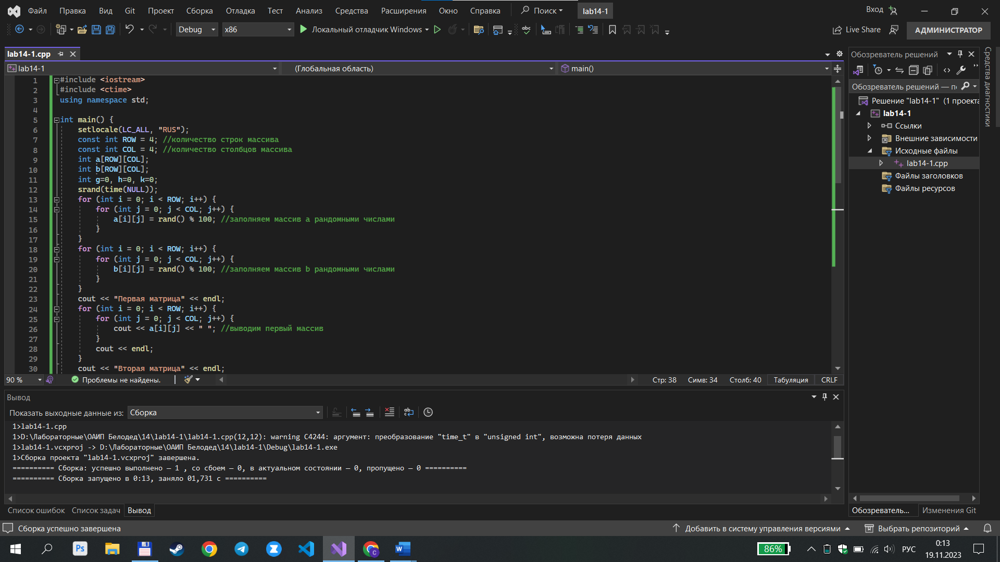 Файл Правка Вид Git Проект Сборка Отладка Тест Анализ Средства Расширения Окно Справка Поиск lab14-1 Вход
Debug x86 Локальный отладчик Windows Live Share АДМИНИСТРАТОР
lab14-1.cpp
lab14-1 (Глобальная область) main()
1 #include <iostream>
2 #include <ctime>
3 using namespace std;
4
5 int main() {
6 setlocale(LC_ALL, "RUS");
7 const int ROW = 4; //количество строк массива
8 const int COL = 4; //количество столбцов массива
9 int a[ROW][COL];
10 int b[ROW][COL];
11 int g=0, h=0, k=0;
12 srand(time(NULL));
13 for (int i = 0; i < ROW; i++) {
14 for (int j = 0; j < COL; j++) {
15 a[i][j] = rand() % 100; //заполняем массив a рандомными числами
16 }
17 }
18 for (int i = 0; i < ROW; i++) {
19 for (int j = 0; j < COL; j++) {
20 b[i][j] = rand() % 100; //заполняем массив b рандомными числами
21 }
22 }
23 cout << "Первая матрица" << endl;
24 for (int i = 0; i < ROW; i++) {
25 for (int j = 0; j < COL; j++) {
26 cout << a[i][j] << " "; //выводим первый массив
27 }
28 cout << endl;
29 }
30 cout << "Вторая матрица" << endl;
90 % Проблемы не найдены. Стр: 38 Симв: 34 Столб: 40 Табуляция CRLF
Вывод
Показать выходные данные из: Сборка
1>lab14-1.cpp
1>D:\Лабораторные\ОАИП Белодед\14\lab14-1\lab14-1.cpp(12,12): warning C4244: аргумент: преобразование "time_t" в "unsigned int", возможна потеря данных
1>lab14-1.vcxproj -> D:\Лабораторные\ОАИП Белодед\14\lab14-1\Debug\lab14-1.exe
1>Сборка проекта "lab14-1.vcxproj" завершена.
========== Сборка: успешно выполнено — 1 , со сбоем — 0, в актуальном состоянии — 0, пропущено — 0 ==========
========== Сборка запущено в 0:13, заняло 01,731 с ==========
Список ошибок Список задач Вывод
Обозреватель решений
Обозреватель решений — п
Решение "lab14-1" (1 проекта
lab14-1
Ссылки
Внешние зависимости
Исходные файлы
lab14-1.cpp
Файлы заголовков
Файлы ресурсов
Обозреватель... Изменения Git
Средства диагностики
Сборка успешно завершена Добавить в систему управления версиями Выбрать репозиторий
Ps W 86% РУС 0:13
19.11.2023